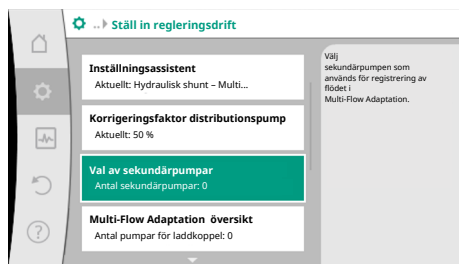 ..▸ Ställ in regleringsdrift
Inställningsassistent
Aktuellt: Hydraulisk shunt – Multi...
Korrigeringsfaktor distributionspump
Aktuellt: 50 %
Val av sekundärpumpar
Antal sekundärpumpar: 0
Multi-Flow Adaptation översikt
Antal pumpar för laddkoppel: 0
Välj
sekundärpumpen som
används för registrering av
flödet i
Multi-Flow Adaptation.
?